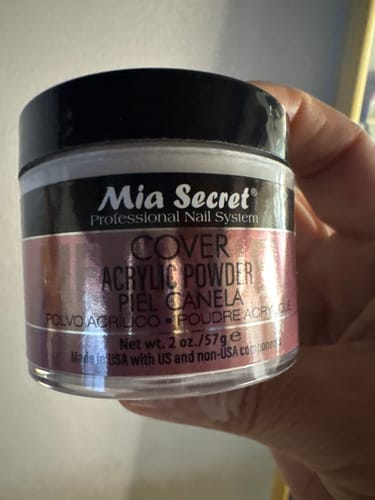 Mia Secret®
Professional Nail System
COVER
ACRYLIC POWDER
PIEL CANELA
POLVO ACRÍLICO • POUDRE ACRYLIQUE
Net wt. 2 oz./57g ℮
Made in USA with US and non-USA components